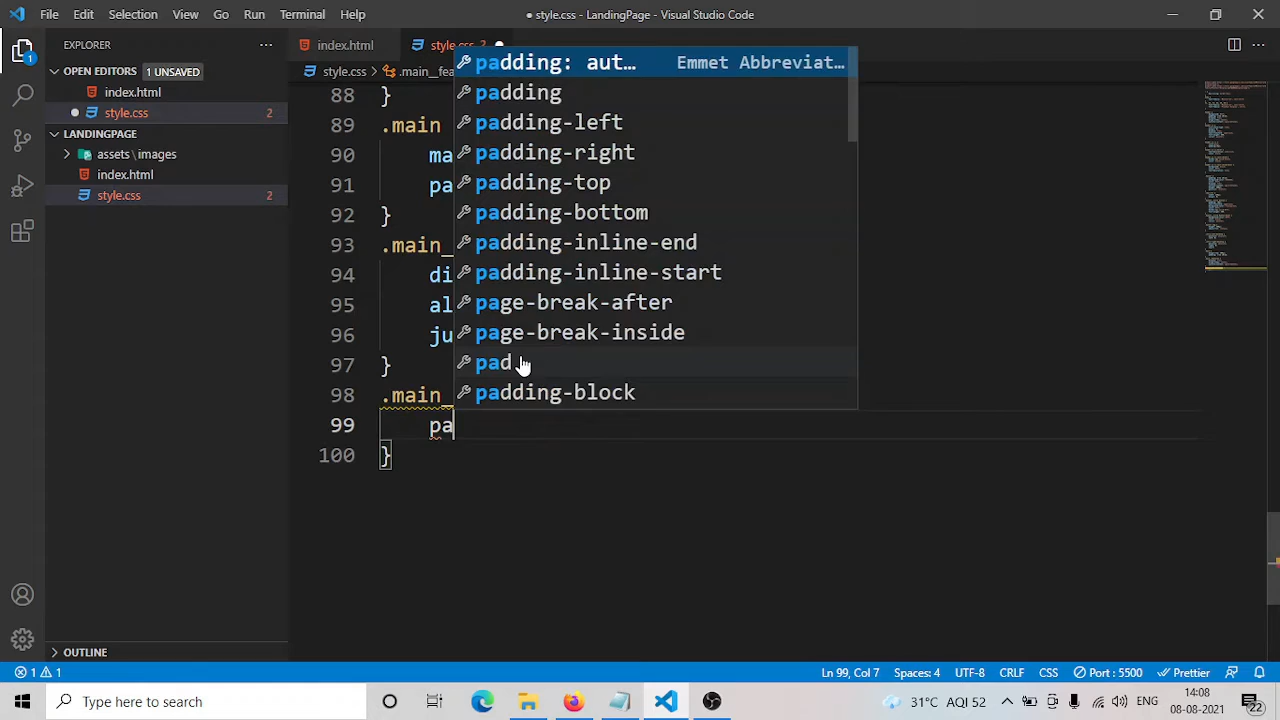 File Edit Selection View Go Run Terminal Help
● style.css - LandingPage - Visual Studio Code
EXPLORER
index.html
style.css 2
OPEN EDITORS 1 UNSAVED
index.html
style.css 2
LANDINGPAGE
assets\images
index.html
style.css 2
OUTLINE
style.css > .main_fea
88 }
89 .main
90 ma
91 pa
92 }
93 .main_
94 di
95 al
96 ju
97 }
98 .main_
99 pa
100 }
padding: aut… Emmet Abbreviat…
padding
padding-left
padding-right
padding-top
padding-bottom
padding-inline-end
padding-inline-start
page-break-after
page-break-inside
pad
padding-block
1 1
Ln 99, Col 7 Spaces: 4 UTF-8 CRLF CSS Port : 5500 Prettier
Type here to search
31°C AQI 52 ENG 14:08
08-08-2021 22